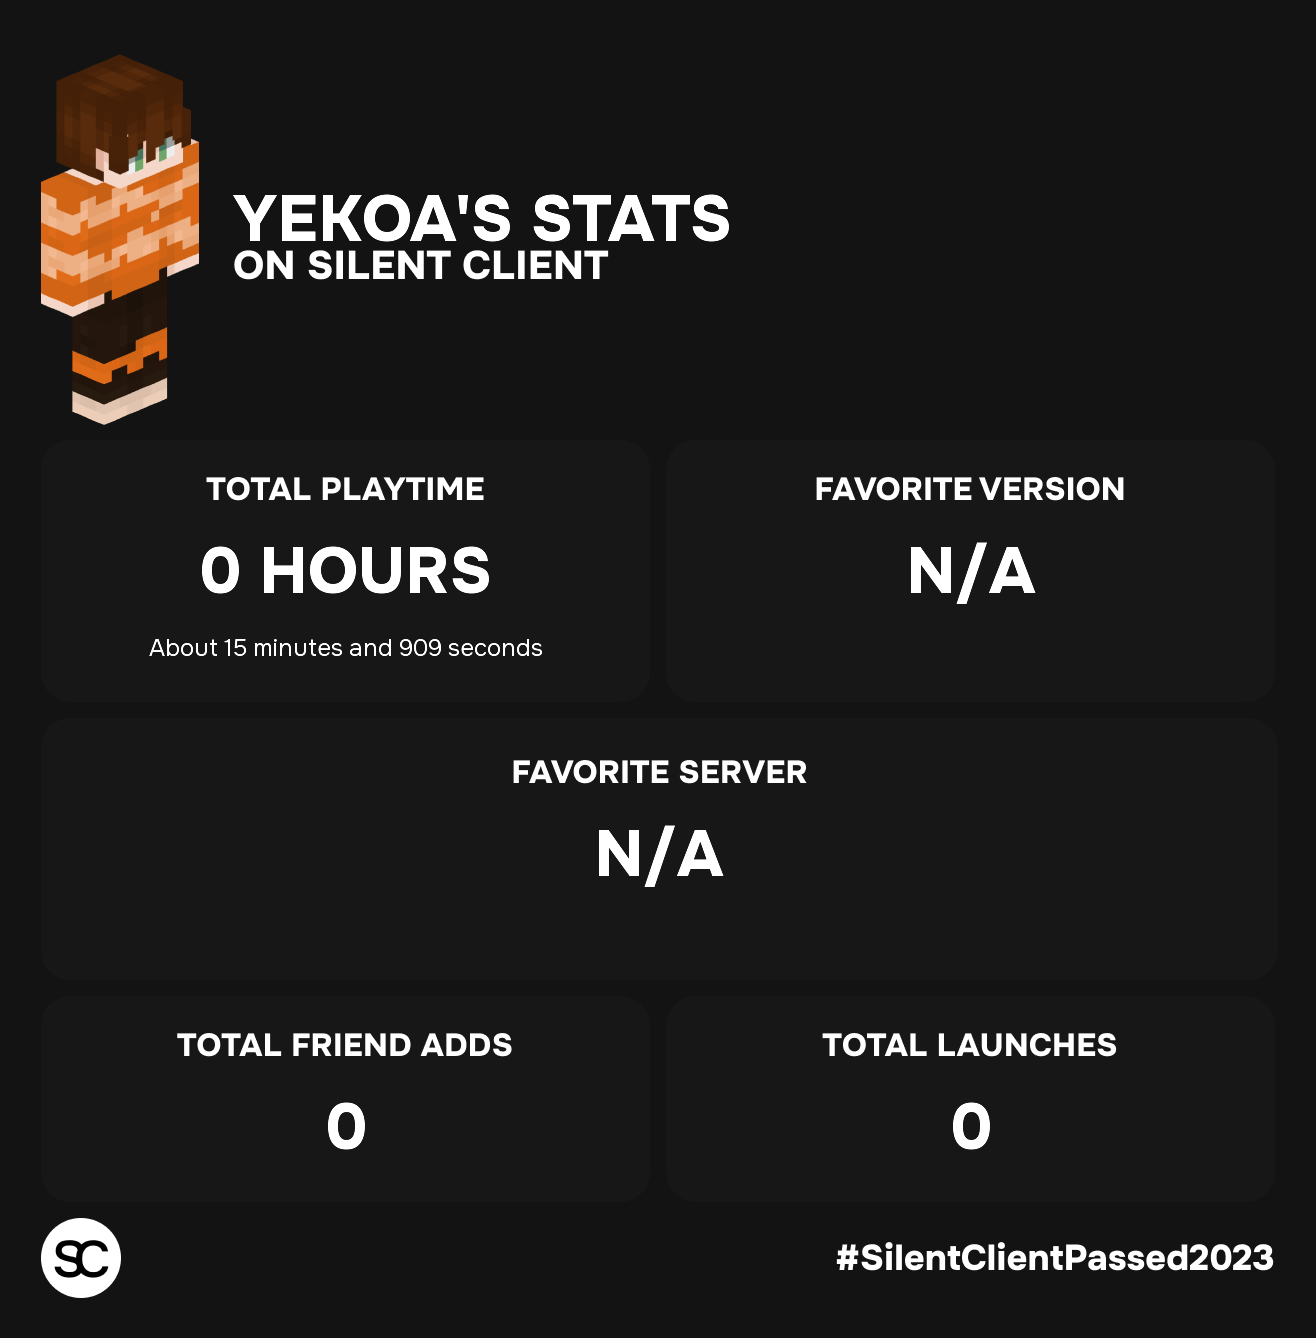 YEKOA'S STATS
ON SILENT CLIENT
TOTAL PLAYTIME
0 HOURS
About 15 minutes and 909 seconds
FAVORITE VERSION
N/A
FAVORITE SERVER
N/A
TOTAL FRIEND ADDS
0
TOTAL LAUNCHES
0
SC
#SilentClientPassed2023